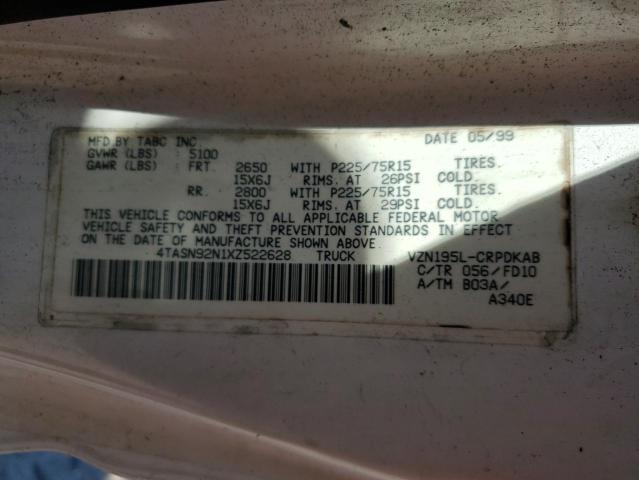 MFD BY TABC INC DATE 05/99
GVWR (LBS) : 5100
GAWR (LBS) : FRT. 2650 WITH P225/75R15 TIRES.
15X6J RIMS. AT 26PSI COLD.
RR. 2800 WITH P225/75R15 TIRES.
15X6J RIMS. AT 29PSI COLD.
THIS VEHICLE CONFORMS TO ALL APPLICABLE FEDERAL MOTOR
VEHICLE SAFETY AND THEFT PREVENTION STANDARDS IN EFFECT
ON THE DATE OF MANUFACTURE SHOWN ABOVE.
4TASN92N1XZ522628 TRUCK VZN195L-CRPDKAB
C/TR 056/FD10
A/TM B03A/
A340E